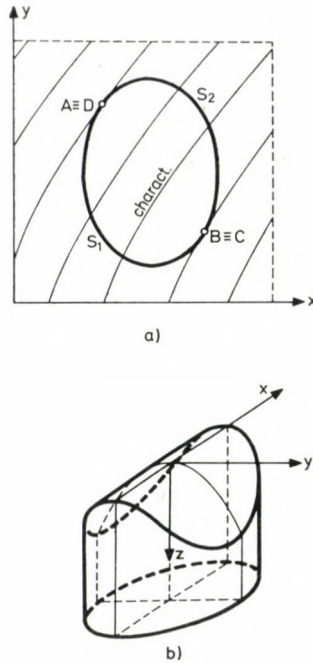 y
S₂
A≡D
charact.
B≡C
S₁
x
a)
x
y
z
b)